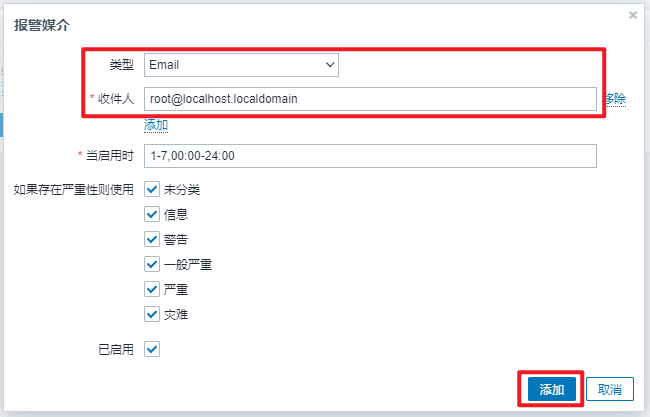 报警媒介
类型 Email
* 收件人 root@localhost.localdomain 移除
添加
* 当启用时 1-7,00:00-24:00
如果存在严重性则使用 未分类
信息
警告
一般严重
严重
灾难
已启用
添加 取消